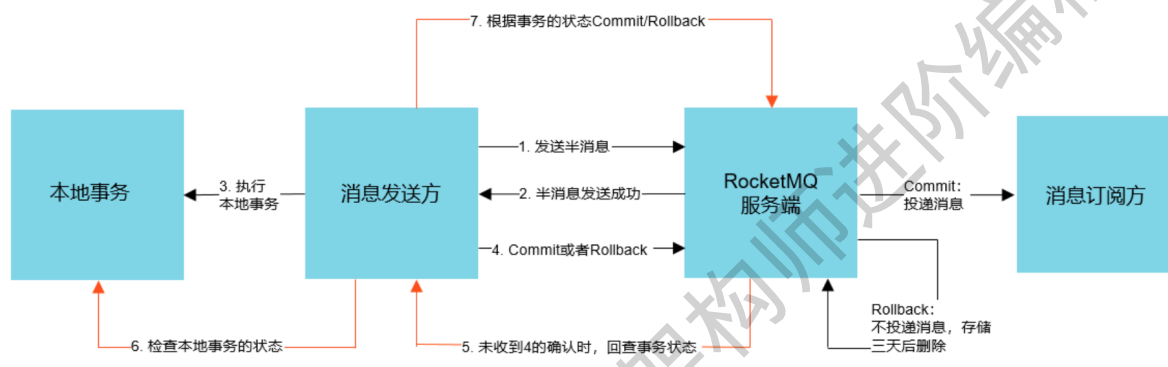 7. 根据事务的状态Commit/Rollback
本地事务
3. 执行
本地事务
消息发送方
1. 发送半消息
2. 半消息发送成功
4. Commit或者Rollback
RocketMQ
服务端
Commit:
投递消息
消息订阅方
Rollback:
不投递消息，存储
三天后删除
6. 检查本地事务的状态
5. 未收到4的确认时，回查事务状态
架构师进阶编